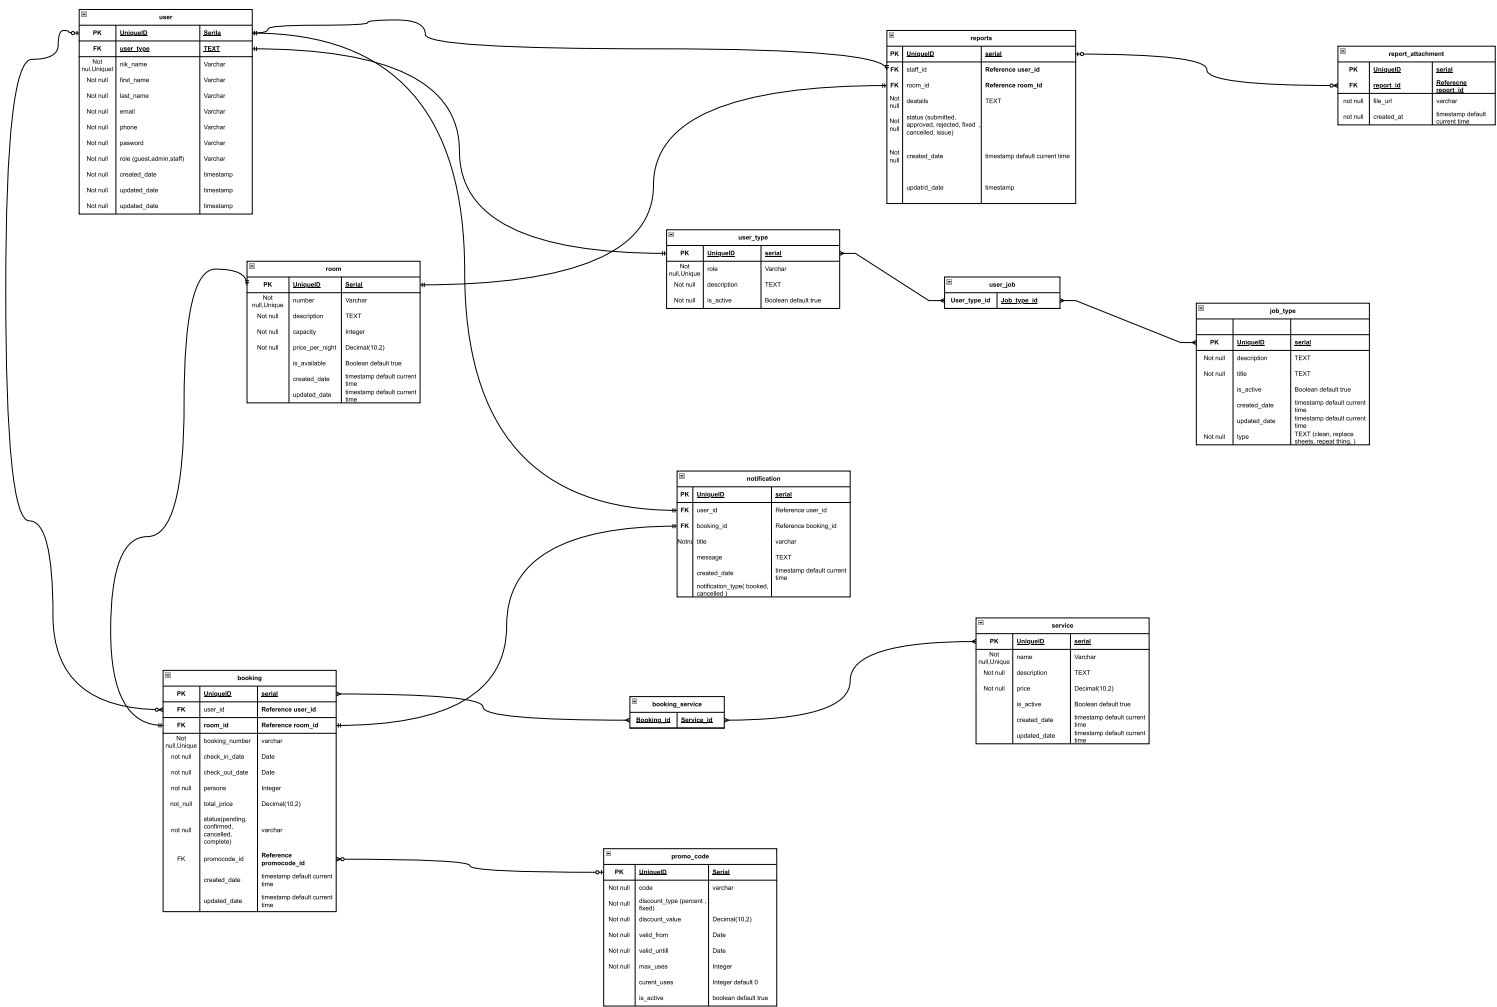 user
PK UniqueID Serila
FK user_type TEXT
Not
nul.Uniquel nik_name Varchar
Not null first_name Varchar
Not null last_name Varchar
Not null email Varchar
Not null phone Varchar
Not null pasword Varchar
Not null role (guest,admin,staff) Varchar
Not null created_date timestamp
Not null updated_date timestamp
Not null updated_date timestamp
reports
PK UniqueID serial
FK staff_id Reference user_id
FK room_id Reference room_id
Not
null deatails TEXT
Not
null status (submitted,
approved, rejected, fixed ,
cancelled, issue)
Not
null created_date timestamp default current time
updatrd_date timestamp
report_attachment
PK UniqueID serial
FK report_id Referecne
report_id
not null file_url varchar
not null created_at timestamp default
current time
user_type
PK UniqueID serial
Not
null,Unique role Varchar
Not null description TEXT
Not null is_active Boolean default true
room
PK UniqueID Serial
Not
null,Unique number Varchar
Not null description TEXT
Not null capacity Integer
Not null price_per_night Decimal(10,2)
is_available Boolean default true
created_date timestamp default current
time
updated_date timestamp default current
time
user_job
User_type_id Job_type_id
job_type
PK UniqueID serial
Not null description TEXT
Not null title TEXT
is_active Boolean default true
created_date timestamp default current
time
updated_date timestamp default current
time
Not null type TEXT (clean, replace
sheets, repeat thing, )
notification
PK UniqueID serial
FK user_id Reference user_id
FK booking_id Reference booking_id
title varchar
message TEXT
created_date timestamp default current
time
notification_type( booked,
cancelled )
service
PK UniqueID serial
Not
null,Unique name Varchar
Not null description TEXT
Not null price Decimal(10,2)
is_active Boolean default true
created_date timestamp default current
time
updated_date timestamp default current
time
booking
PK UniqueID serial
FK user_id Reference user_id
FK room_id Reference room_id
Not
null,Unique booking_number varchar
not null check_in_date Date
not null check_out_date Date
not null persons Integer
not_null total_price Decimal(10,2)
not null status(pending,
confirmed,
cancelled,
complete) varchar
FK promocode_id Reference
promocode_id
created_date timestamp default current
time
updated_date timestamp default current
time
booking_service
Booking_id Service_id
promo_code
PK UniqueID Serial
Not null code varchar
Not null discount_type (percent ,
fixed)
Not null discount_value Decimal(10,2)
Not null valid_from Date
Not null valid_untill Date
Not null max_uses Integer
curent_uses Integer default 0
is_active boolean default true